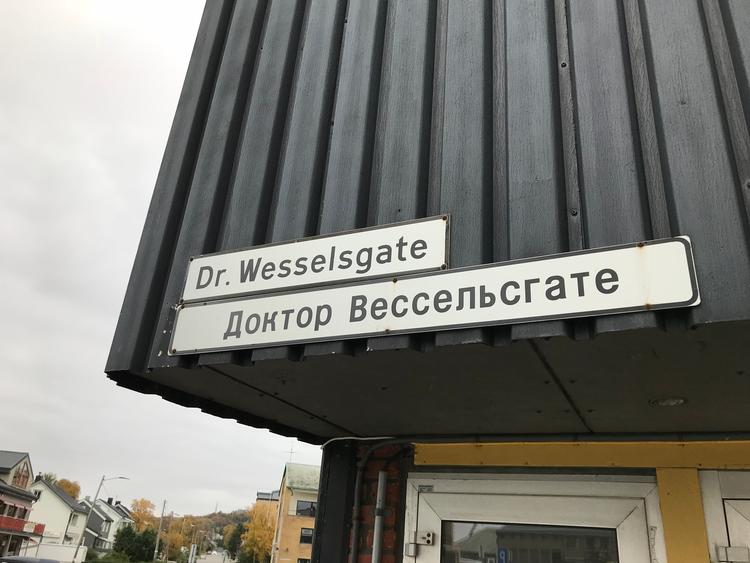 Dr. Wesselsgate
Доктор Вессельсгате